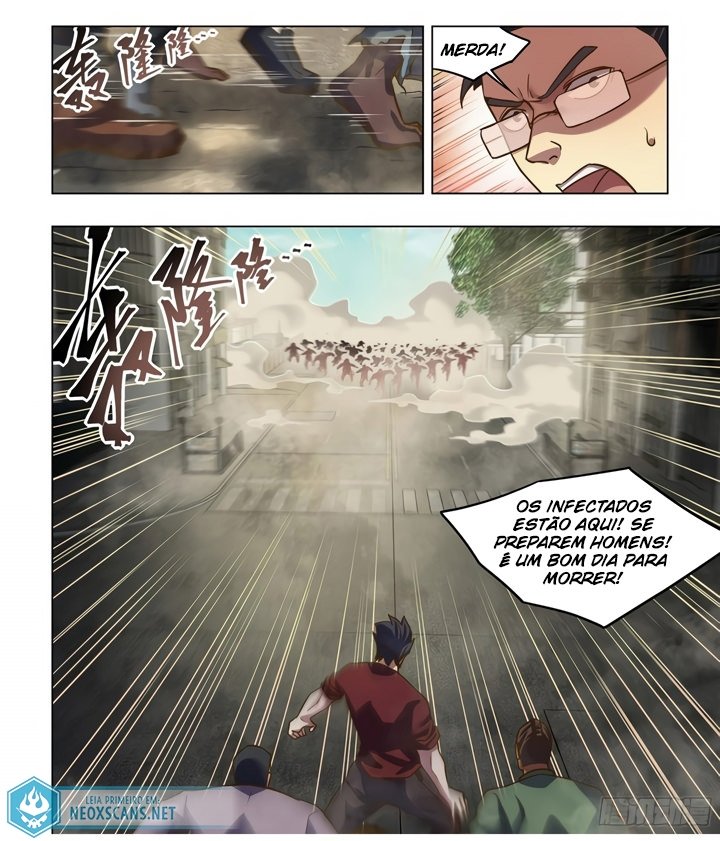 轰隆隆...
MERDA!
轰隆隆...
OS INFECTADOS
ESTÃO AQUI! SE
PREPAREM HOMENS!
É UM BOM DIA PARA
MORRER!
LEIA PRIMEIRO EM:
NEOXSCANS.NET